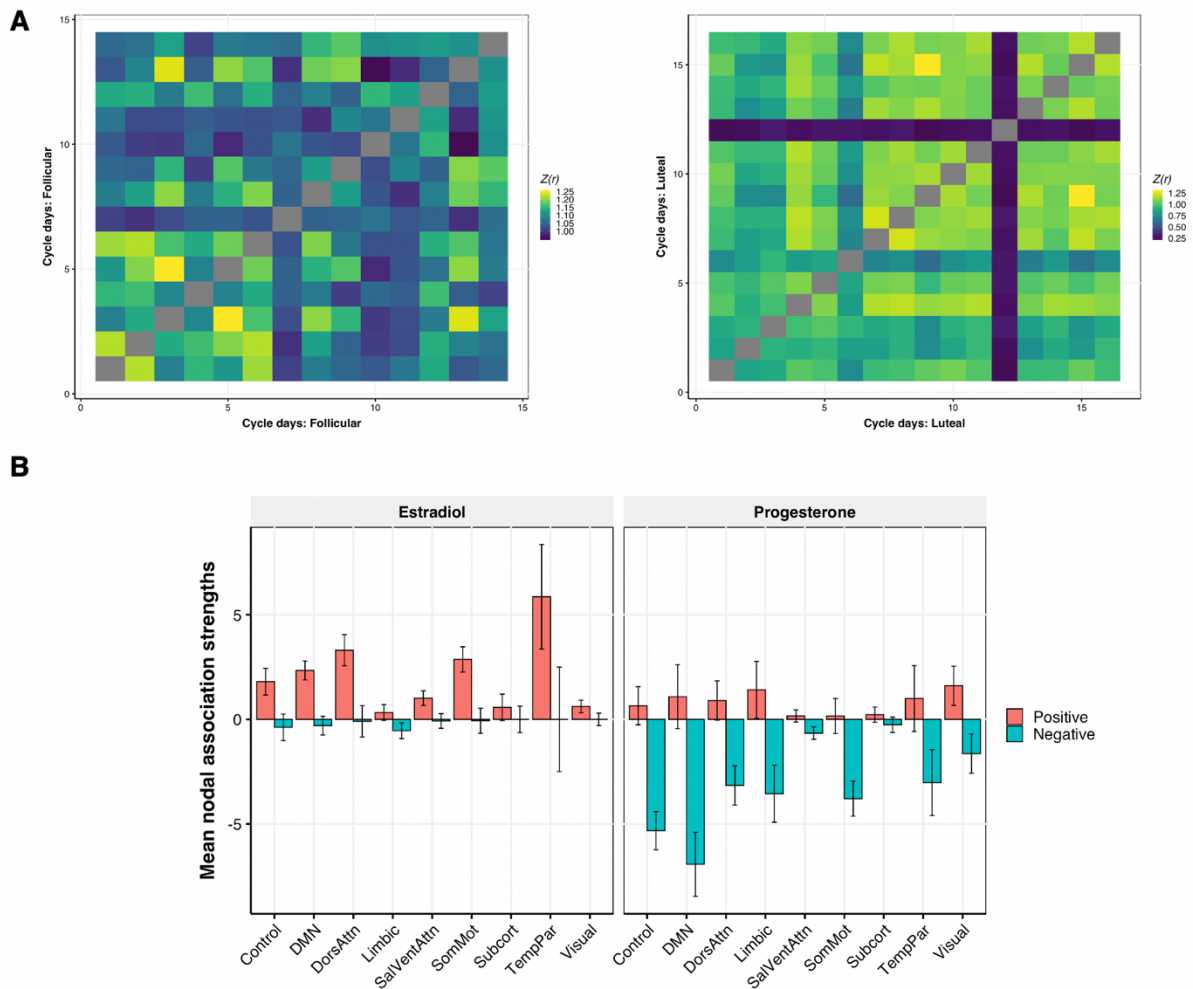 A
15
10
5
0
Cycle days: Follicular
0 5 10 15
Cycle days: Follicular
Z(r)
1.25
1.20
1.15
1.10
1.05
1.00
15
10
5
0
Cycle days: Luteal
0 5 10 15
Cycle days: Luteal
Z(r)
1.25
1.00
0.75
0.50
0.25
B
Estradiol Progesterone
Mean nodal association strengths
5
0
-5
Control DMN DorsAttn Limbic SalVentAttn SomMot Subcort TempPar Visual
Control DMN DorsAttn Limbic SalVentAttn SomMot Subcort TempPar Visual
Positive
Negative